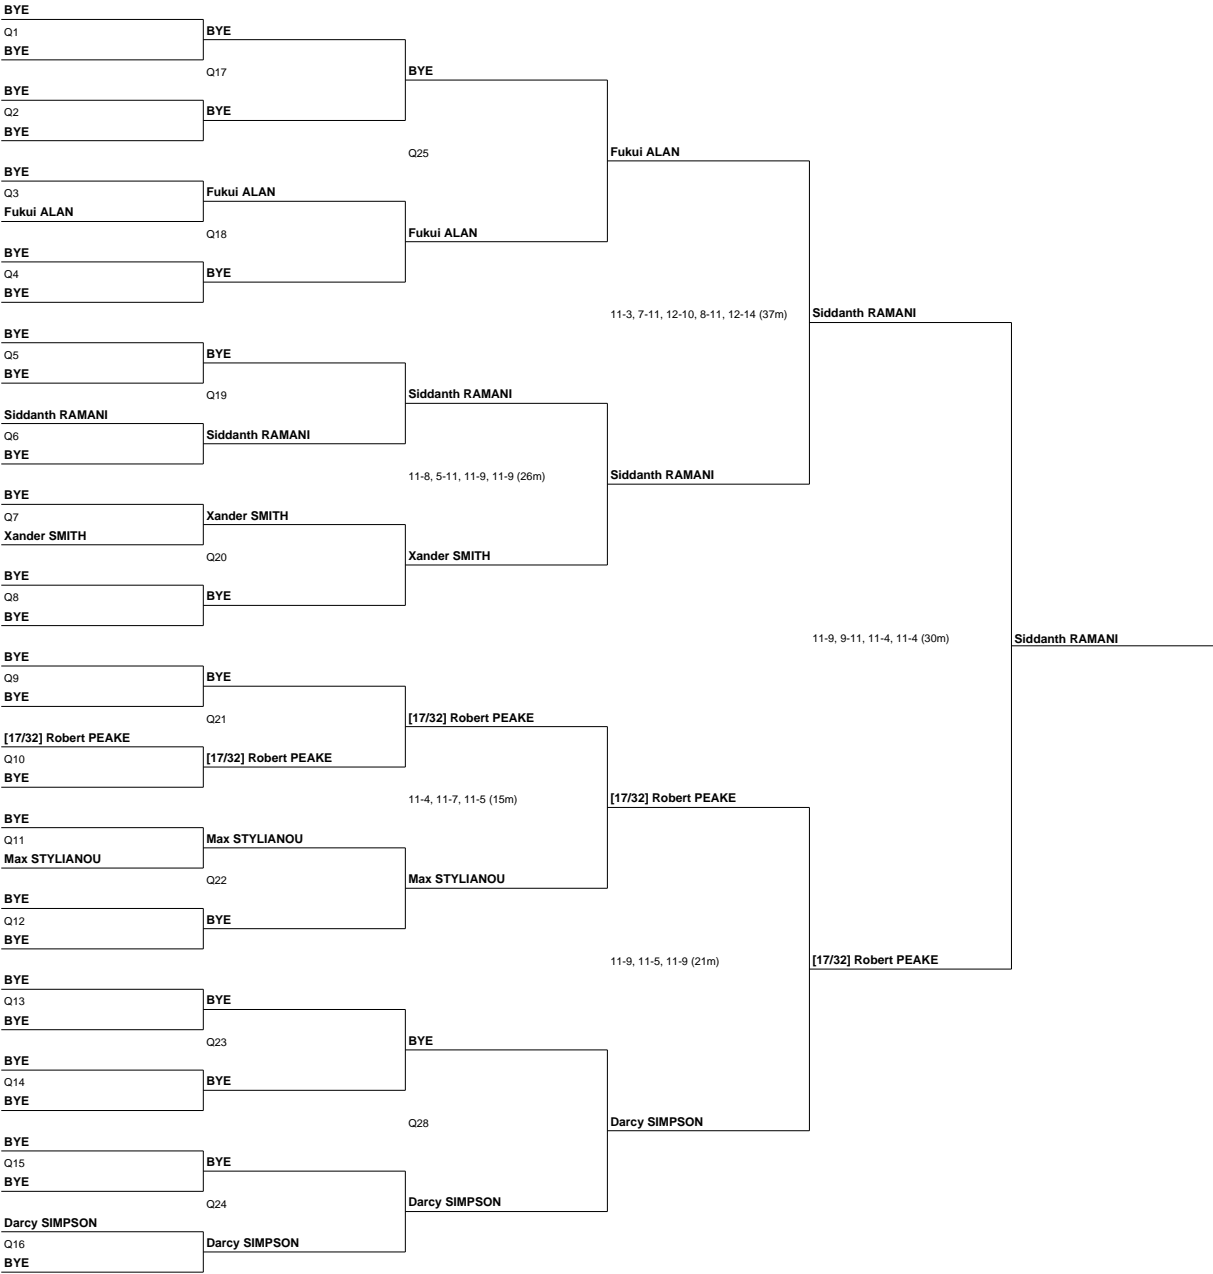 BYE
Q1
BYE
BYE
Q17
BYE
BYE
Q2
BYE
BYE
Q25
Fukui ALAN
BYE
Q3
Fukui ALAN
Fukui ALAN
Q18
Fukui ALAN
BYE
Q4
BYE
BYE
11-3, 7-11, 12-10, 8-11, 12-14 (37m)
Siddanth RAMANI
BYE
Q5
BYE
BYE
Q19
Siddanth RAMANI
Siddanth RAMANI
Q6
Siddanth RAMANI
BYE
11-8, 5-11, 11-9, 11-9 (26m)
Siddanth RAMANI
BYE
Q7
Xander SMITH
Xander SMITH
Q20
Xander SMITH
BYE
Q8
BYE
BYE
11-9, 9-11, 11-4, 11-4 (30m)
Siddanth RAMANI
BYE
Q9
BYE
BYE
Q21
[17/32] Robert PEAKE
[17/32] Robert PEAKE
Q10
[17/32] Robert PEAKE
BYE
11-4, 11-7, 11-5 (15m)
[17/32] Robert PEAKE
BYE
Q11
Max STYLIANOU
Max STYLIANOU
Q22
Max STYLIANOU
BYE
Q12
BYE
BYE
11-9, 11-5, 11-9 (21m)
[17/32] Robert PEAKE
BYE
Q13
BYE
BYE
Q23
BYE
BYE
Q14
BYE
BYE
Q28
Darcy SIMPSON
BYE
Q15
BYE
BYE
Q24
Darcy SIMPSON
Darcy SIMPSON
Q16
Darcy SIMPSON
BYE